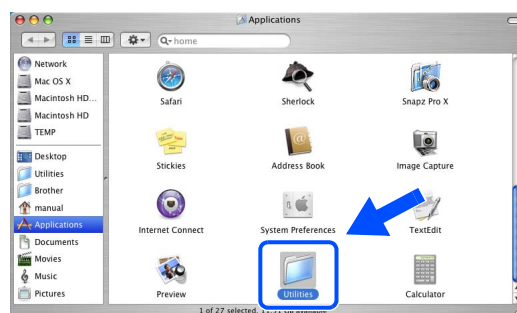 Applications
home
Network
Mac OS X
Macintosh HD...
Macintosh HD
TEMP
Desktop
Utilities
Brother
manual
Applications
Documents
Movies
Music
Pictures
Safari
Sherlock
Snapz Pro X
Stickies
Address Book
Image Capture
Internet Connect
System Preferences
TextEdit
Preview
Utilities
Calculator
1 of 27 selected,
available